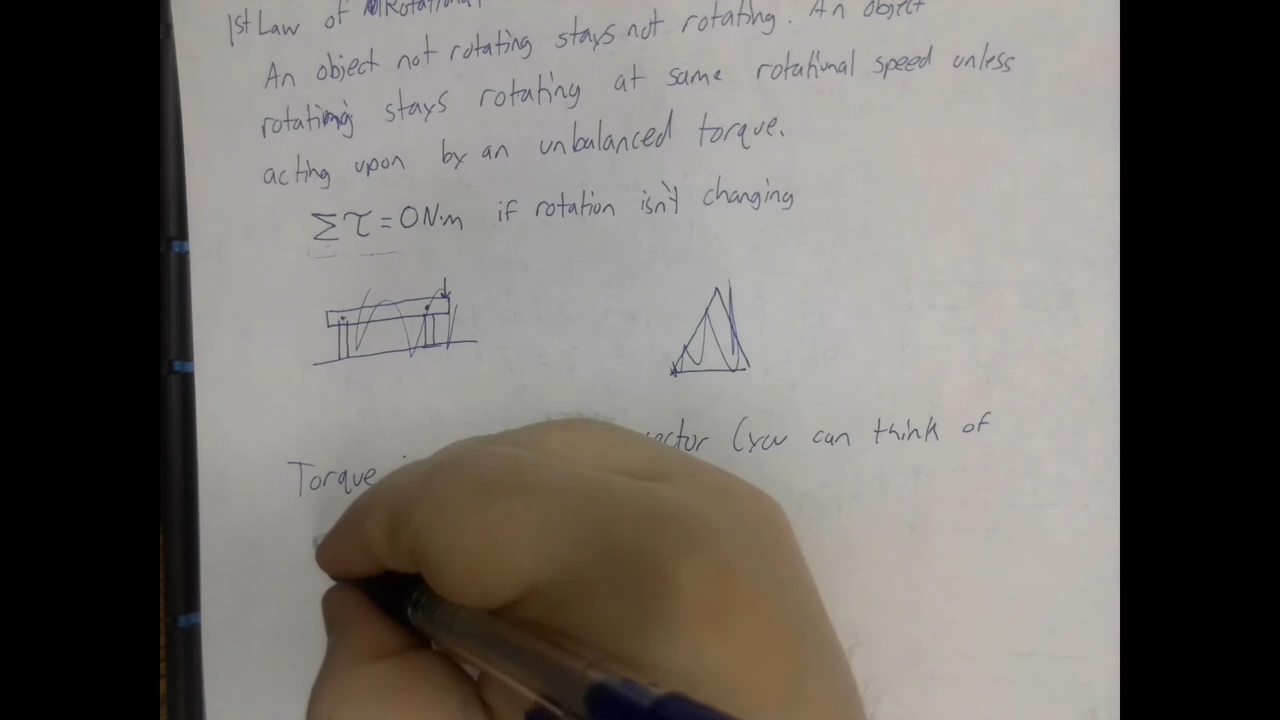 1st Law of Rotational
An object not rotating stays not rotating. An object
rotating stays rotating at same rotational speed unless
acting upon by an unbalanced torque.
Στ = 0 N·m if rotation isn't changing
Torque (you can think of